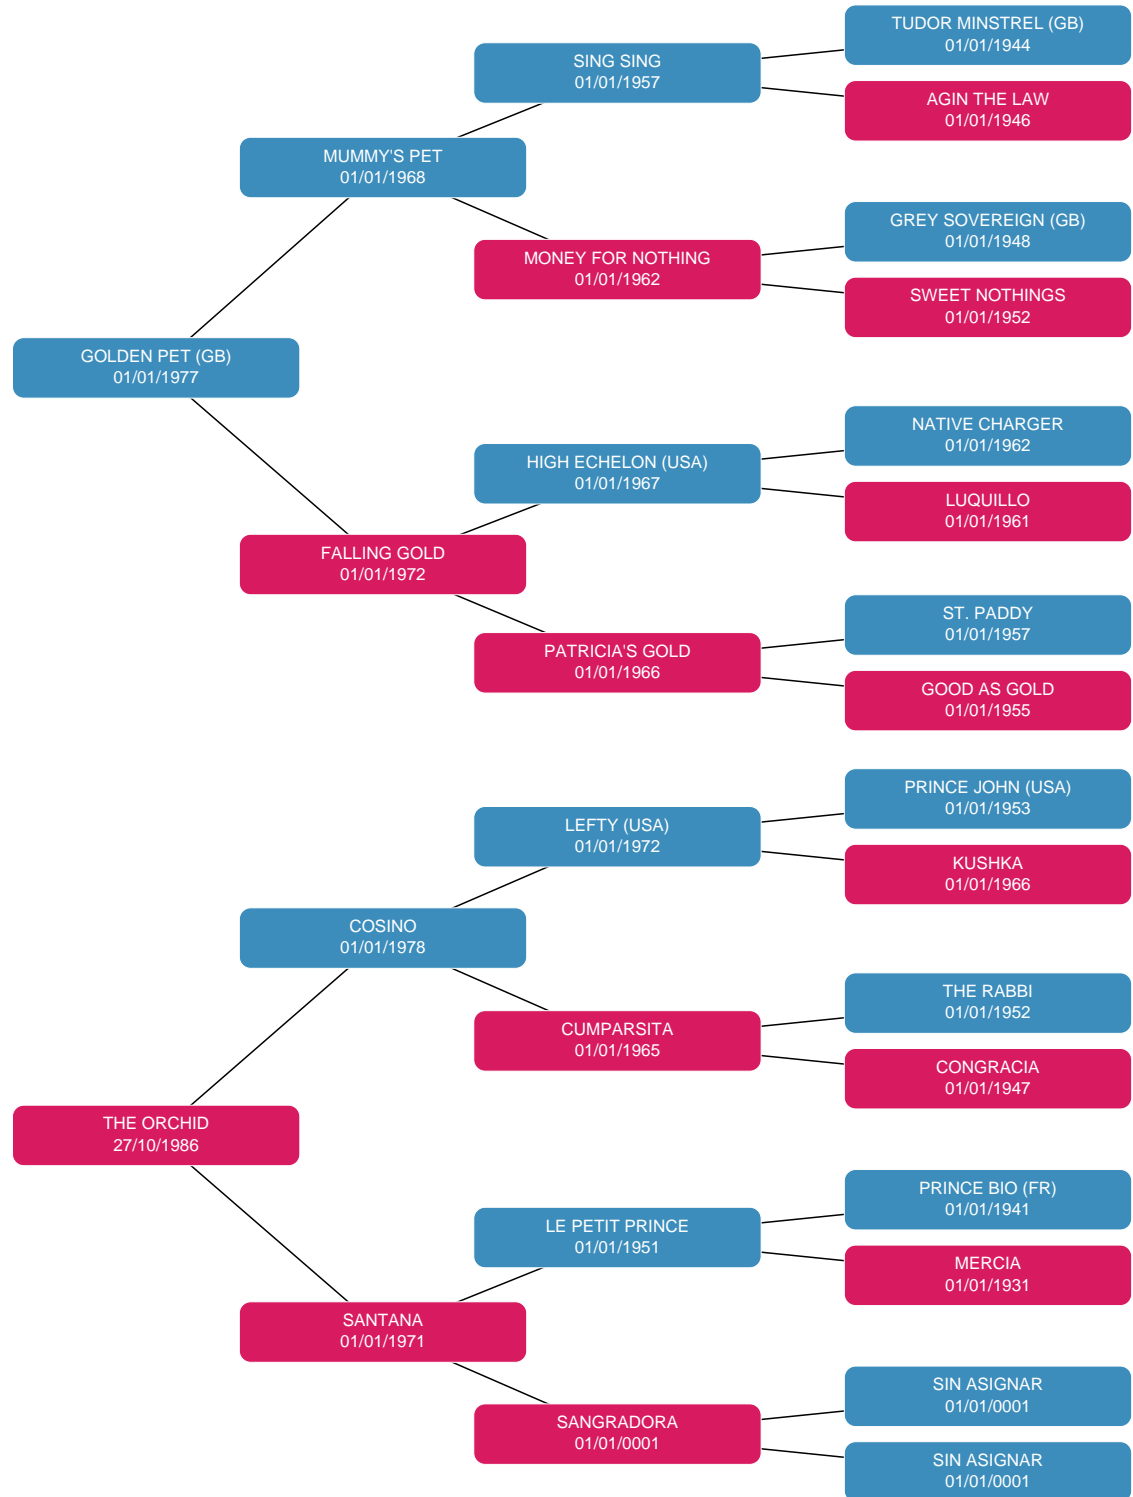 TUDOR MINSTREL (GB)
01/01/1944
SING SING
01/01/1957
AGIN THE LAW
01/01/1946
MUMMY'S PET
01/01/1968
GREY SOVEREIGN (GB)
01/01/1948
MONEY FOR NOTHING
01/01/1962
SWEET NOTHINGS
01/01/1952
GOLDEN PET (GB)
01/01/1977
NATIVE CHARGER
01/01/1962
HIGH ECHELON (USA)
01/01/1967
LUQUILLO
01/01/1961
FALLING GOLD
01/01/1972
ST. PADDY
01/01/1957
PATRICIA'S GOLD
01/01/1966
GOOD AS GOLD
01/01/1955
PRINCE JOHN (USA)
01/01/1953
LEFTY (USA)
01/01/1972
KUSHKA
01/01/1966
COSINO
01/01/1978
THE RABBI
01/01/1952
CUMPARSITA
01/01/1965
CONGRACIA
01/01/1947
THE ORCHID
27/10/1986
PRINCE BIO (FR)
01/01/1941
LE PETIT PRINCE
01/01/1951
MERCIA
01/01/1931
SANTANA
01/01/1971
SIN ASIGNAR
01/01/0001
SANGRADORA
01/01/0001
SIN ASIGNAR
01/01/0001